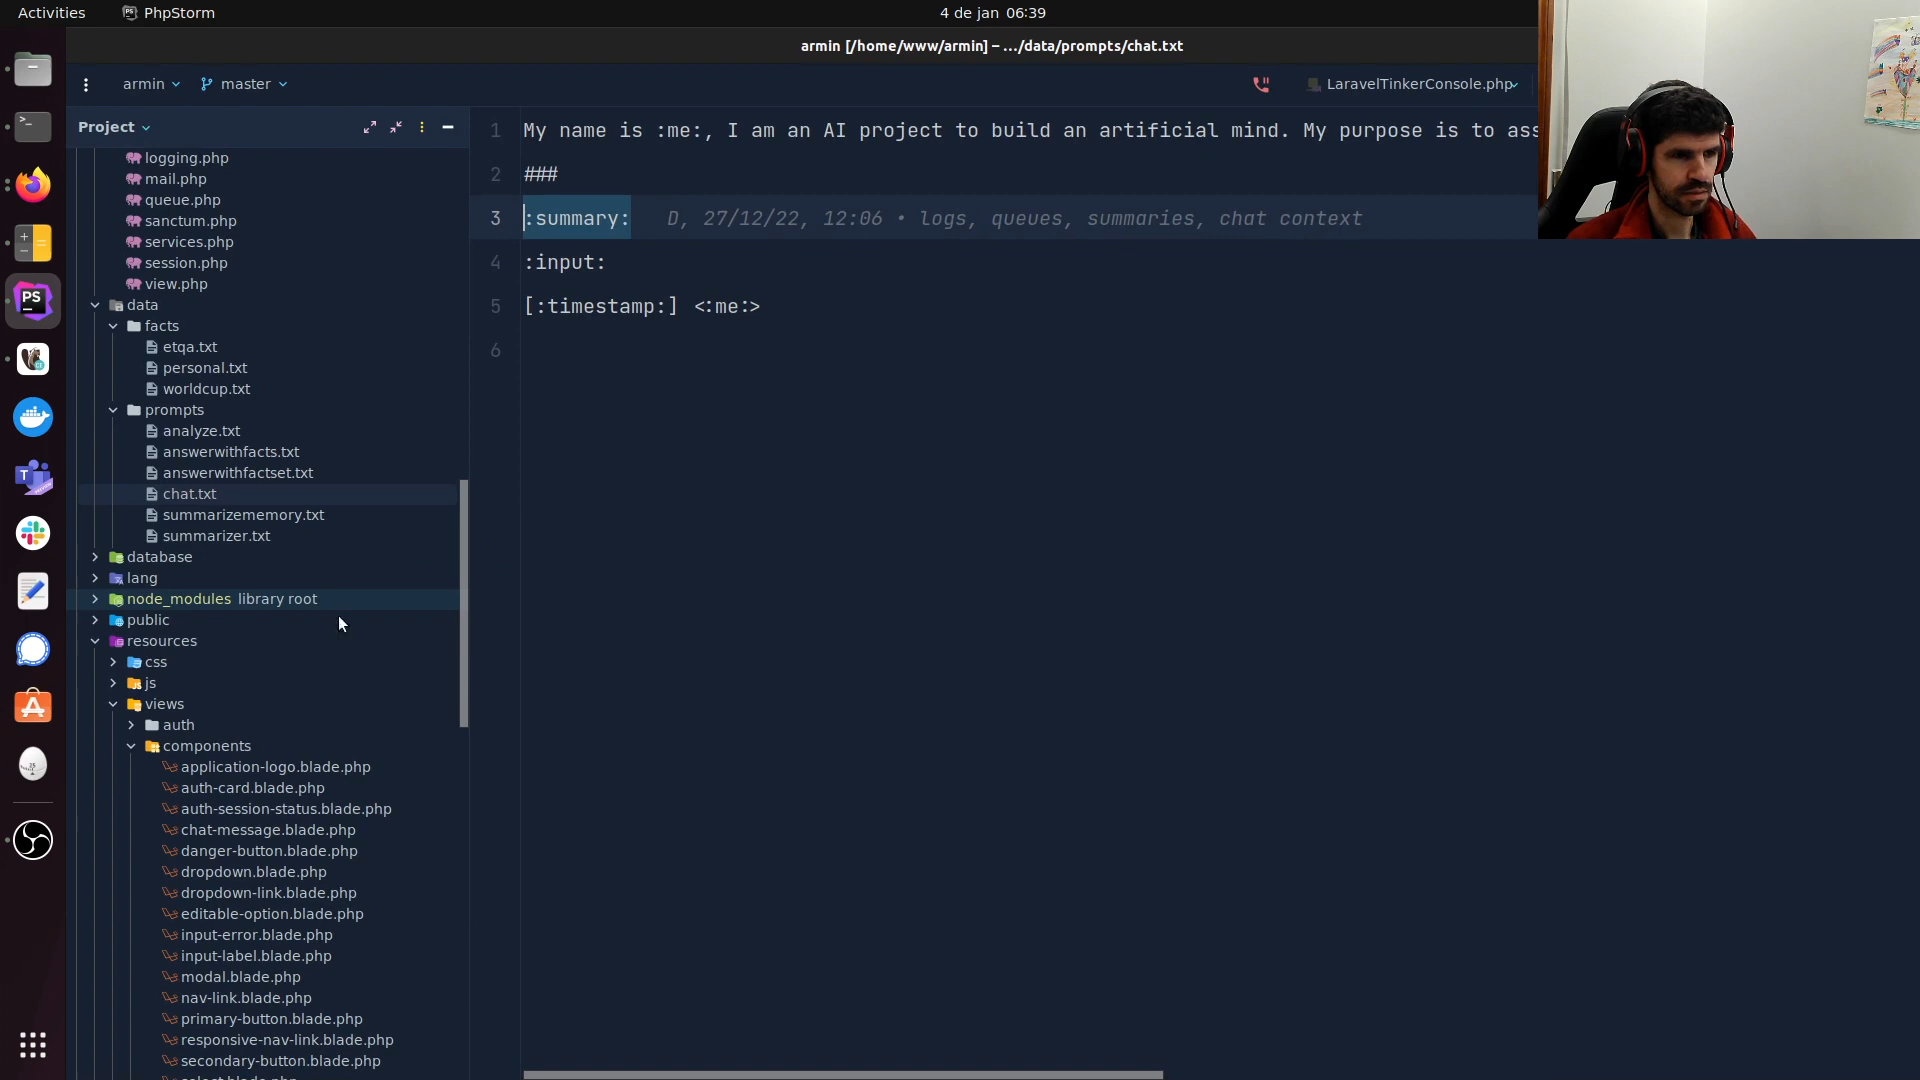 Activities
PhpStorm
4 de jan 06:39
armin [/home/www/armin] – .../data/prompts/chat.txt
armin
master
LaravelTinkerConsole.php
Project
logging.php
mail.php
queue.php
sanctum.php
services.php
session.php
view.php
data
facts
etqa.txt
personal.txt
worldcup.txt
prompts
analyze.txt
answerwithfacts.txt
answerwithfactset.txt
chat.txt
summarizememory.txt
summarizer.txt
database
lang
node_modules library root
public
resources
css
js
views
auth
components
application-logo.blade.php
auth-card.blade.php
auth-session-status.blade.php
chat-message.blade.php
danger-button.blade.php
dropdown.blade.php
dropdown-link.blade.php
editable-option.blade.php
input-error.blade.php
input-label.blade.php
modal.blade.php
nav-link.blade.php
primary-button.blade.php
responsive-nav-link.blade.php
secondary-button.blade.php
1 My name is :me:, I am an AI project to build an artificial mind. My purpose is to ass
2 ###
3 :summary: D, 27/12/22, 12:06 • logs, queues, summaries, chat context
4 :input:
5 [:timestamp:] <:me:>
6